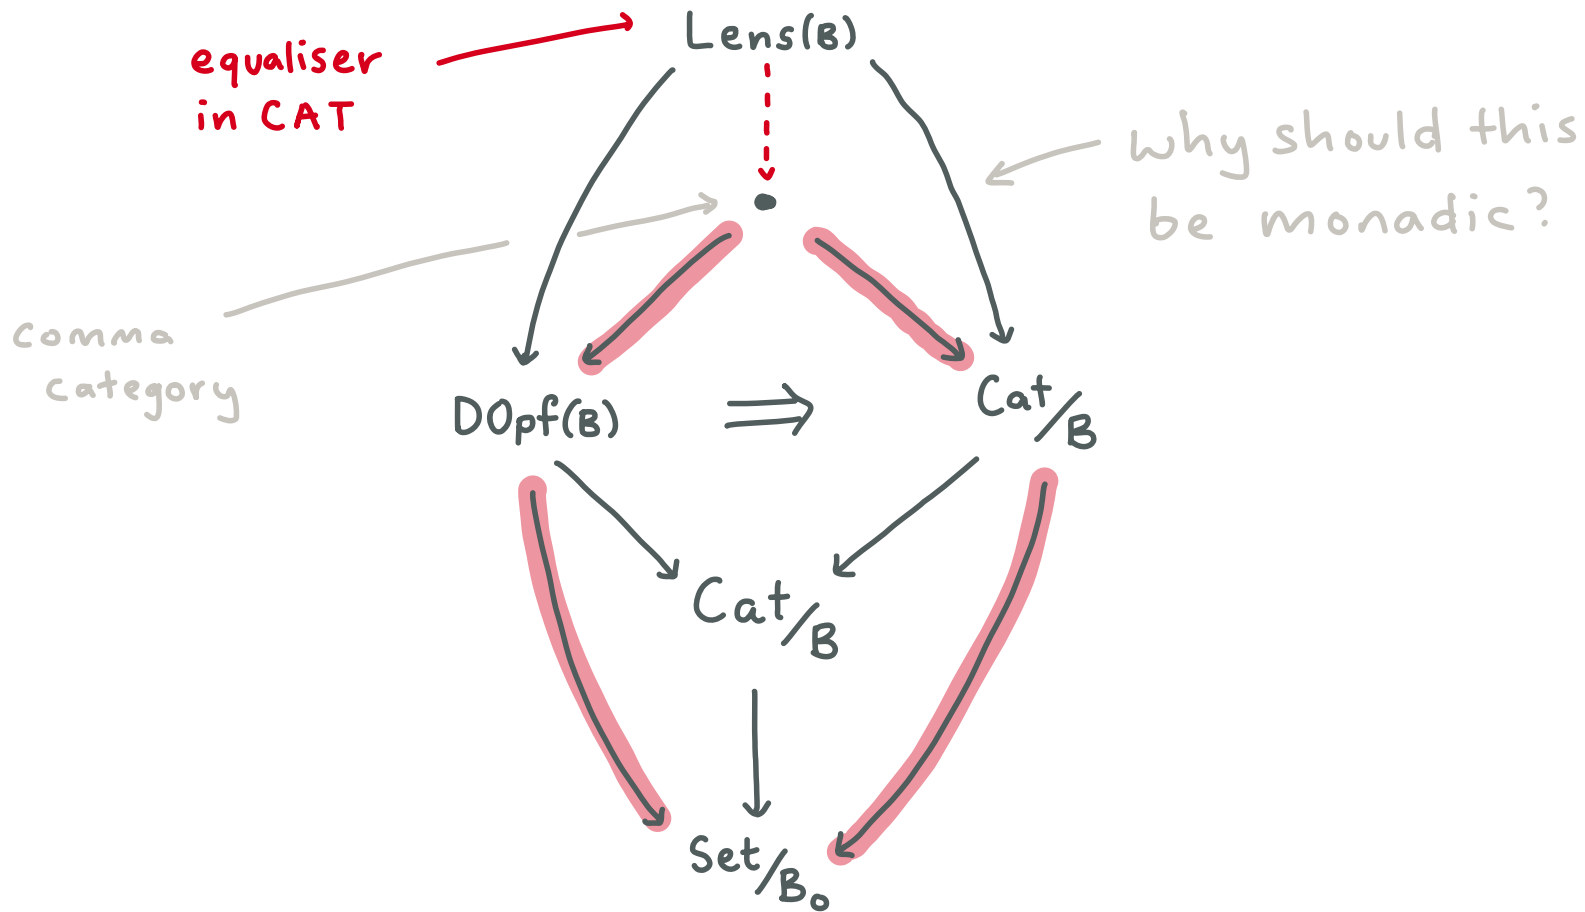 Lens(B)
equaliser
in CAT
why should this
be monadic?
comma
category
DOpf(B)
Cat/B
Cat/B
Set/B₀